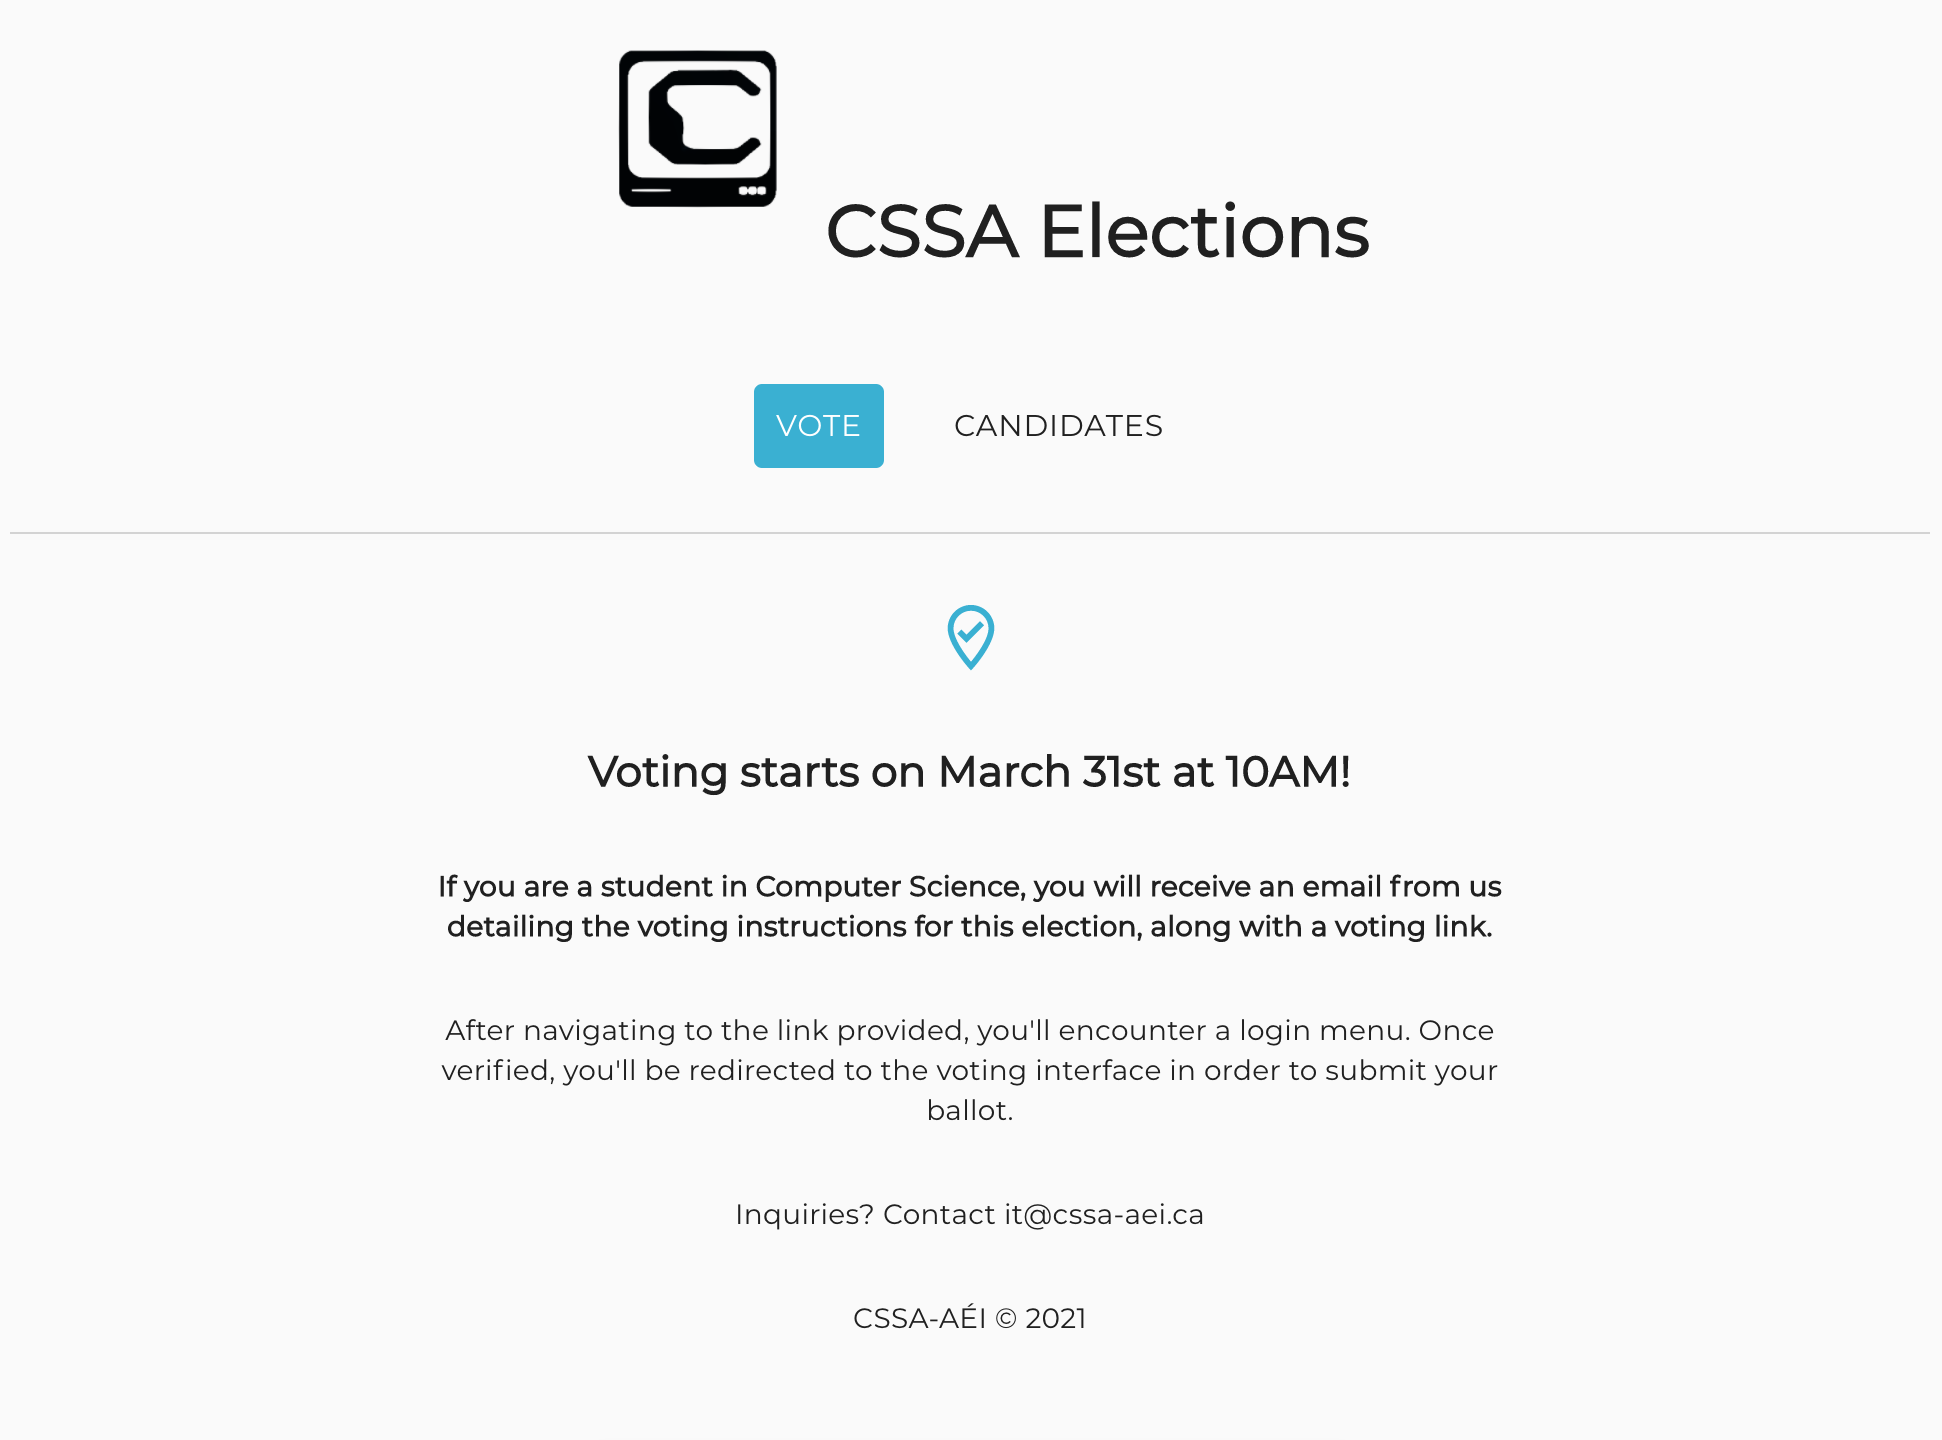 C
CSSA Elections
VOTE
CANDIDATES
Voting starts on March 31st at 10AM!
If you are a student in Computer Science, you will receive an email from us
detailing the voting instructions for this election, along with a voting link.
After navigating to the link provided, you'll encounter a login menu. Once
verified, you'll be redirected to the voting interface in order to submit your
ballot.
Inquiries? Contact it@cssa-aei.ca
CSSA-AÉI © 2021